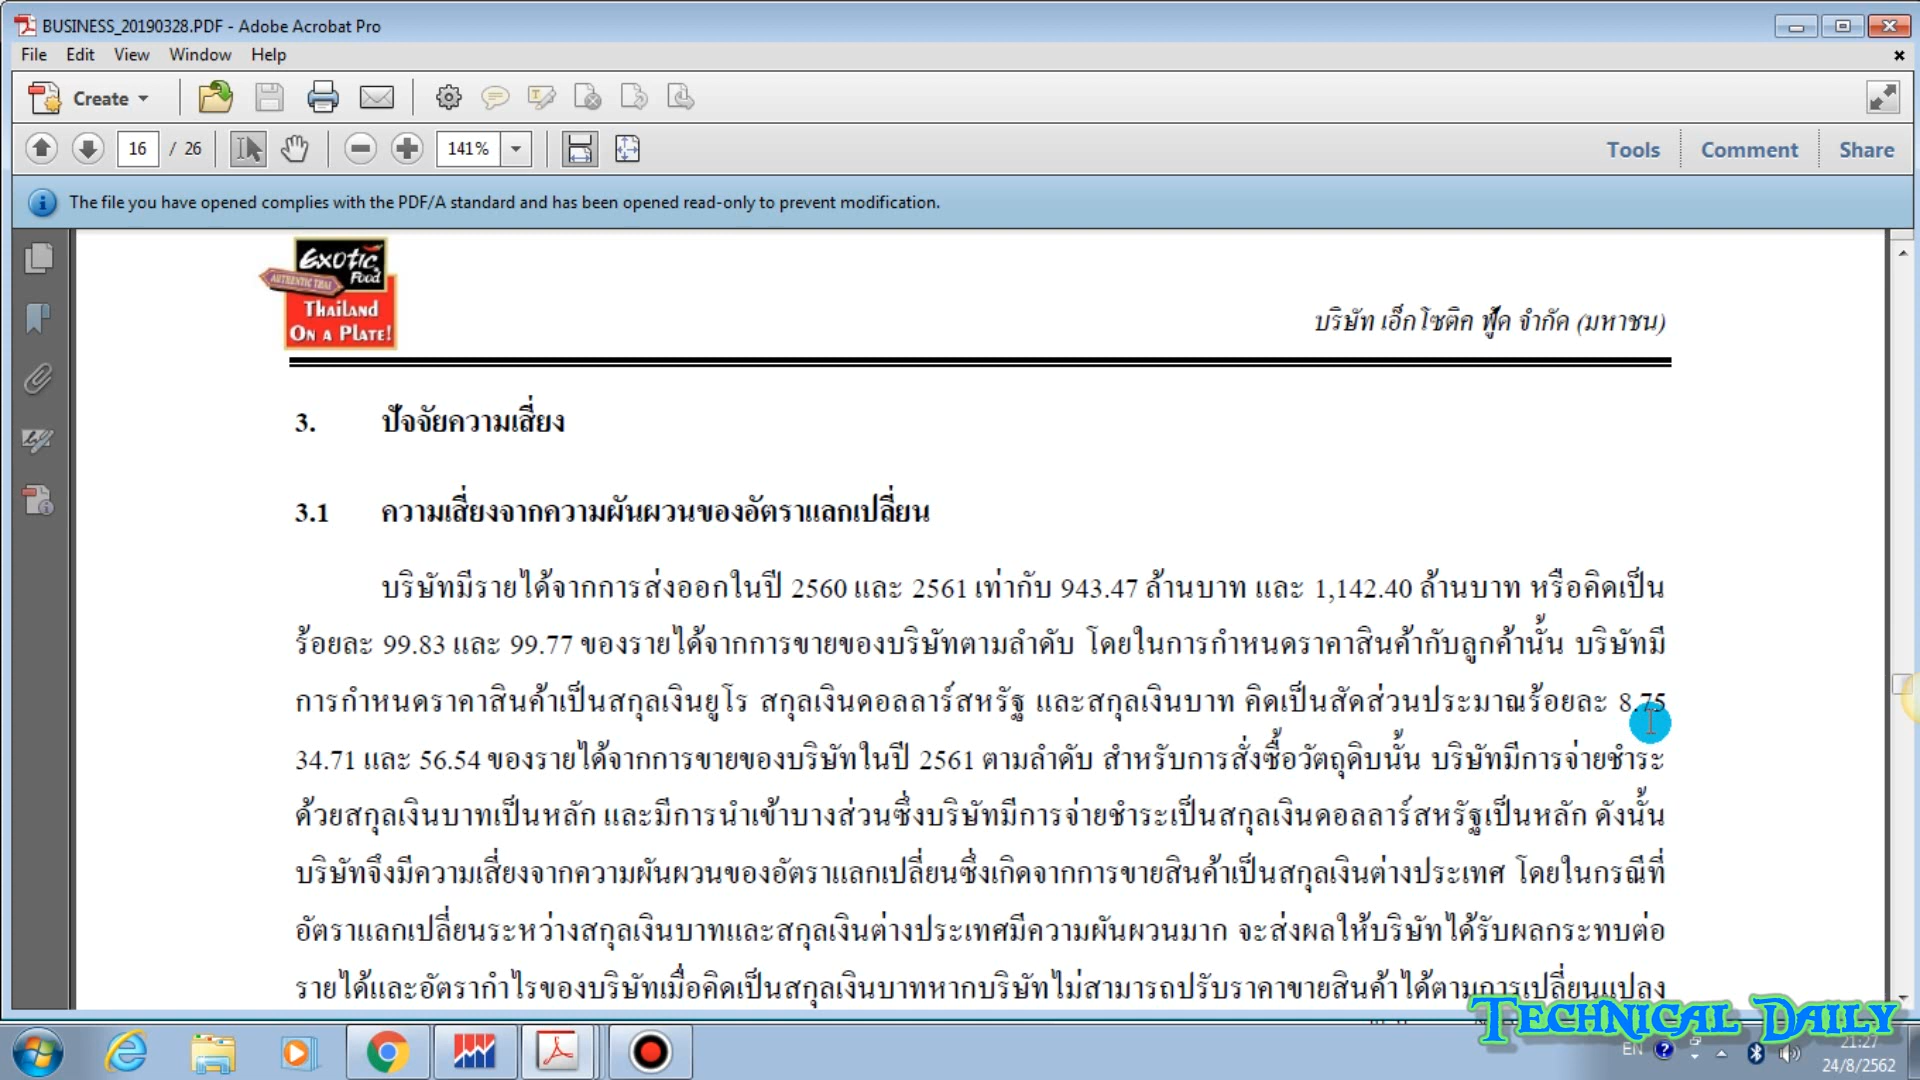 BUSINESS_20190328.PDF - Adobe Acrobat Pro
File Edit View Window Help
Create
16 / 26 141% Tools Comment Share
The file you have opened complies with the PDF/A standard and has been opened read-only to prevent modification.
Exotic Food
AUTHENTIC THAI
Thailand
On a Plate!
บริษัท เอ็กโซติค ฟู้ด จำกัด (มหาชน)
3. ปัจจัยความเสี่ยง
3.1 ความเสี่ยงจากความผันผวนของอัตราแลกเปลี่ยน
บริษัทมีรายได้จากการส่งออกในปี 2560 และ 2561 เท่ากับ 943.47 ล้านบาท และ 1,142.40 ล้านบาท หรือคิดเป็น
ร้อยละ 99.83 และ 99.77 ของรายได้จากการขายของบริษัทตามลำดับ โดยในการกำหนดราคาสินค้ากับลูกค้านั้น บริษัทมี
การกำหนดราคาสินค้าเป็นสกุลเงินยูโร สกุลเงินดอลลาร์สหรัฐ และสกุลเงินบาท คิดเป็นสัดส่วนประมาณร้อยละ 8.75
34.71 และ 56.54 ของรายได้จากการขายของบริษัทในปี 2561 ตามลำดับ สำหรับการสั่งซื้อวัตถุดิบนั้น บริษัทมีการจ่ายชำระ
ด้วยสกุลเงินบาทเป็นหลัก และมีการนำเข้าบางส่วนซึ่งบริษัทมีการจ่ายชำระเป็นสกุลเงินดอลลาร์สหรัฐเป็นหลัก ดังนั้น
บริษัทจึงมีความเสี่ยงจากความผันผวนของอัตราแลกเปลี่ยนซึ่งเกิดจากการขายสินค้าเป็นสกุลเงินต่างประเทศ โดยในกรณีที่
อัตราแลกเปลี่ยนระหว่างสกุลเงินบาทและสกุลเงินต่างประเทศมีความผันผวนมาก จะส่งผลให้บริษัทได้รับผลกระทบต่อ
รายได้และอัตรากำไรของบริษัทเมื่อคิดเป็นสกุลเงินบาทหากบริษัทไม่สามารถปรับราคาขายสินค้าได้ตามการเปลี่ยนแปลง
Technical Daily
EN 21:27
24/8/2562